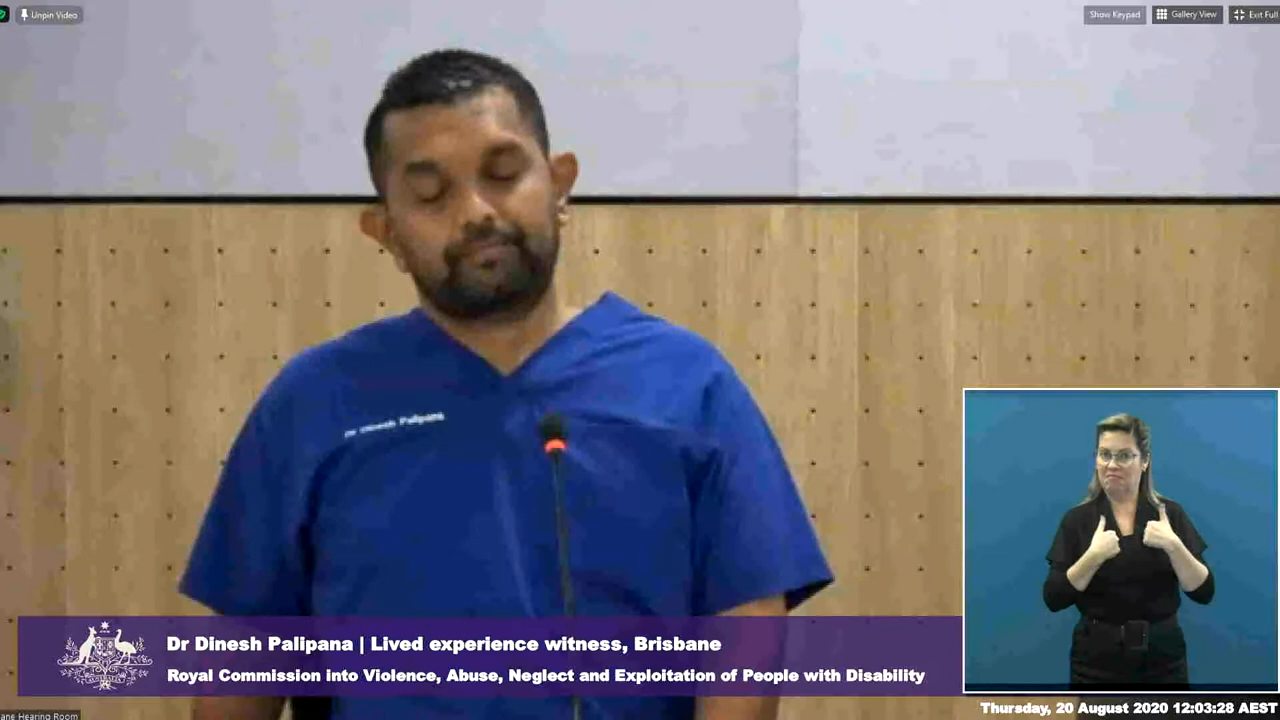 Unpin Video
Show Keypad
Gallery View
Exit Full
Dr Dinesh Palipana
Dr Dinesh Palipana | Lived experience witness, Brisbane
Royal Commission into Violence, Abuse, Neglect and Exploitation of People with Disability
ane Hearing Room
Thursday, 20 August 2020 12:03:28 AEST